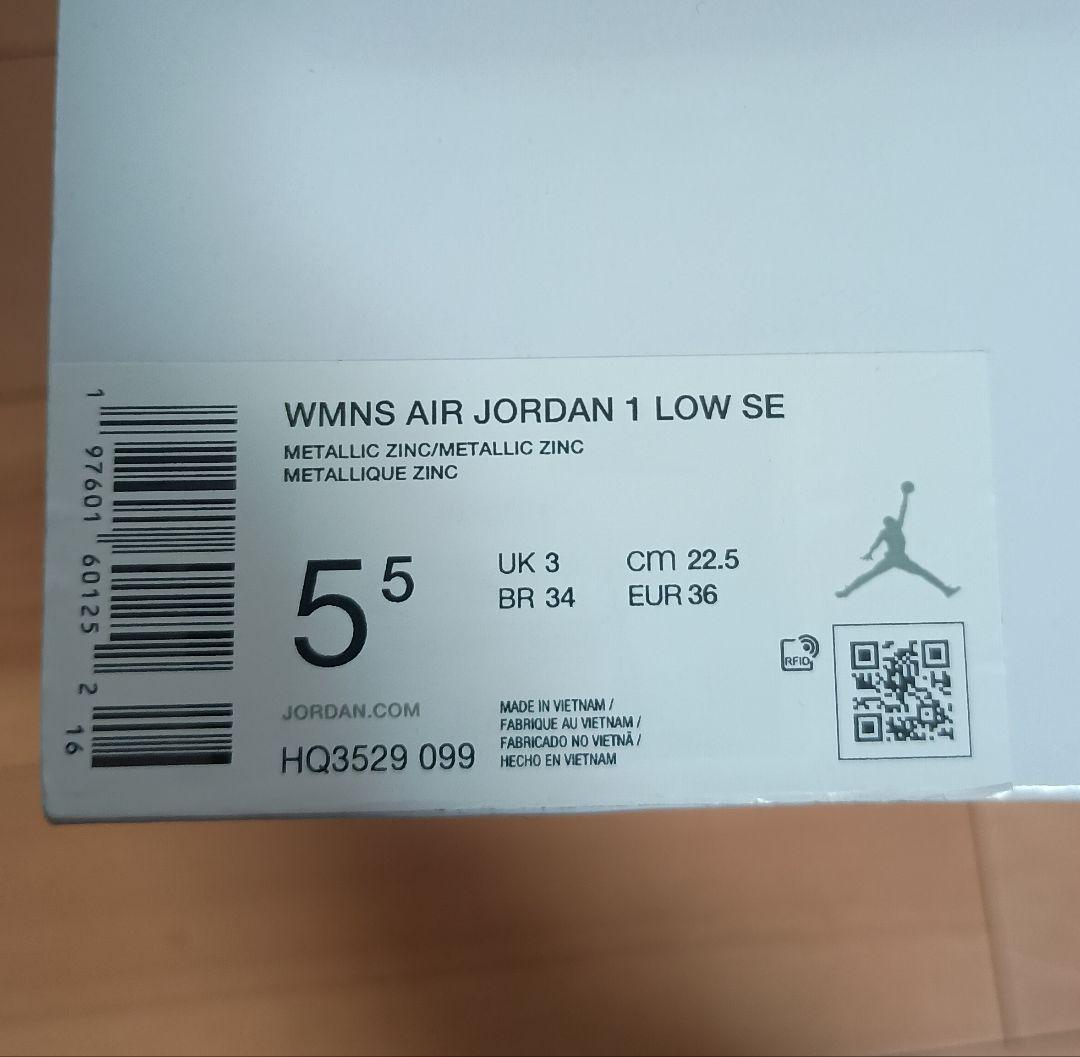 WMNS AIR JORDAN 1 LOW SE
METALLIC ZINC/METALLIC ZINC
METALLIQUE ZINC
5 5
UK 3 cm 22.5
BR 34 EUR 36
RFID
JORDAN.COM
HQ3529 099
MADE IN VIETNAM /
FABRIQUE AU VIETNAM /
FABRICADO NO VIETNÃ /
HECHO EN VIETNAM
1 97601 60125 2 16